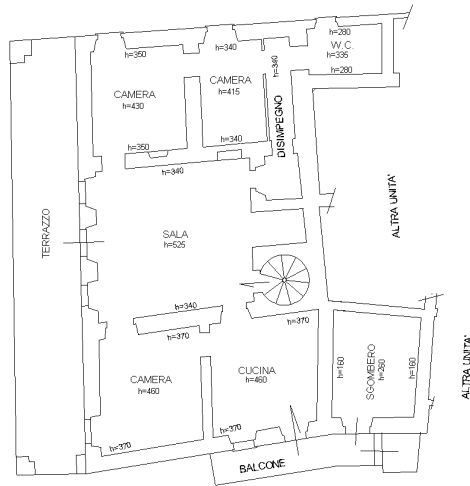 h=280
W.C.
h=335
h=280
h=350
h=340
h=340
CAMERA
h=430
CAMERA
h=415
DISIMPEGNO
h=350
h=340
h=340
ALTRA UNITA'
TERRAZZO
SALA
h=525
h=340
h=370
h=370
CAMERA
h=460
CUCINA
h=460
h=160
SGOMBERO
h=260
h=160
ALTRA UNITA'
h=370
h=370
BALCONE